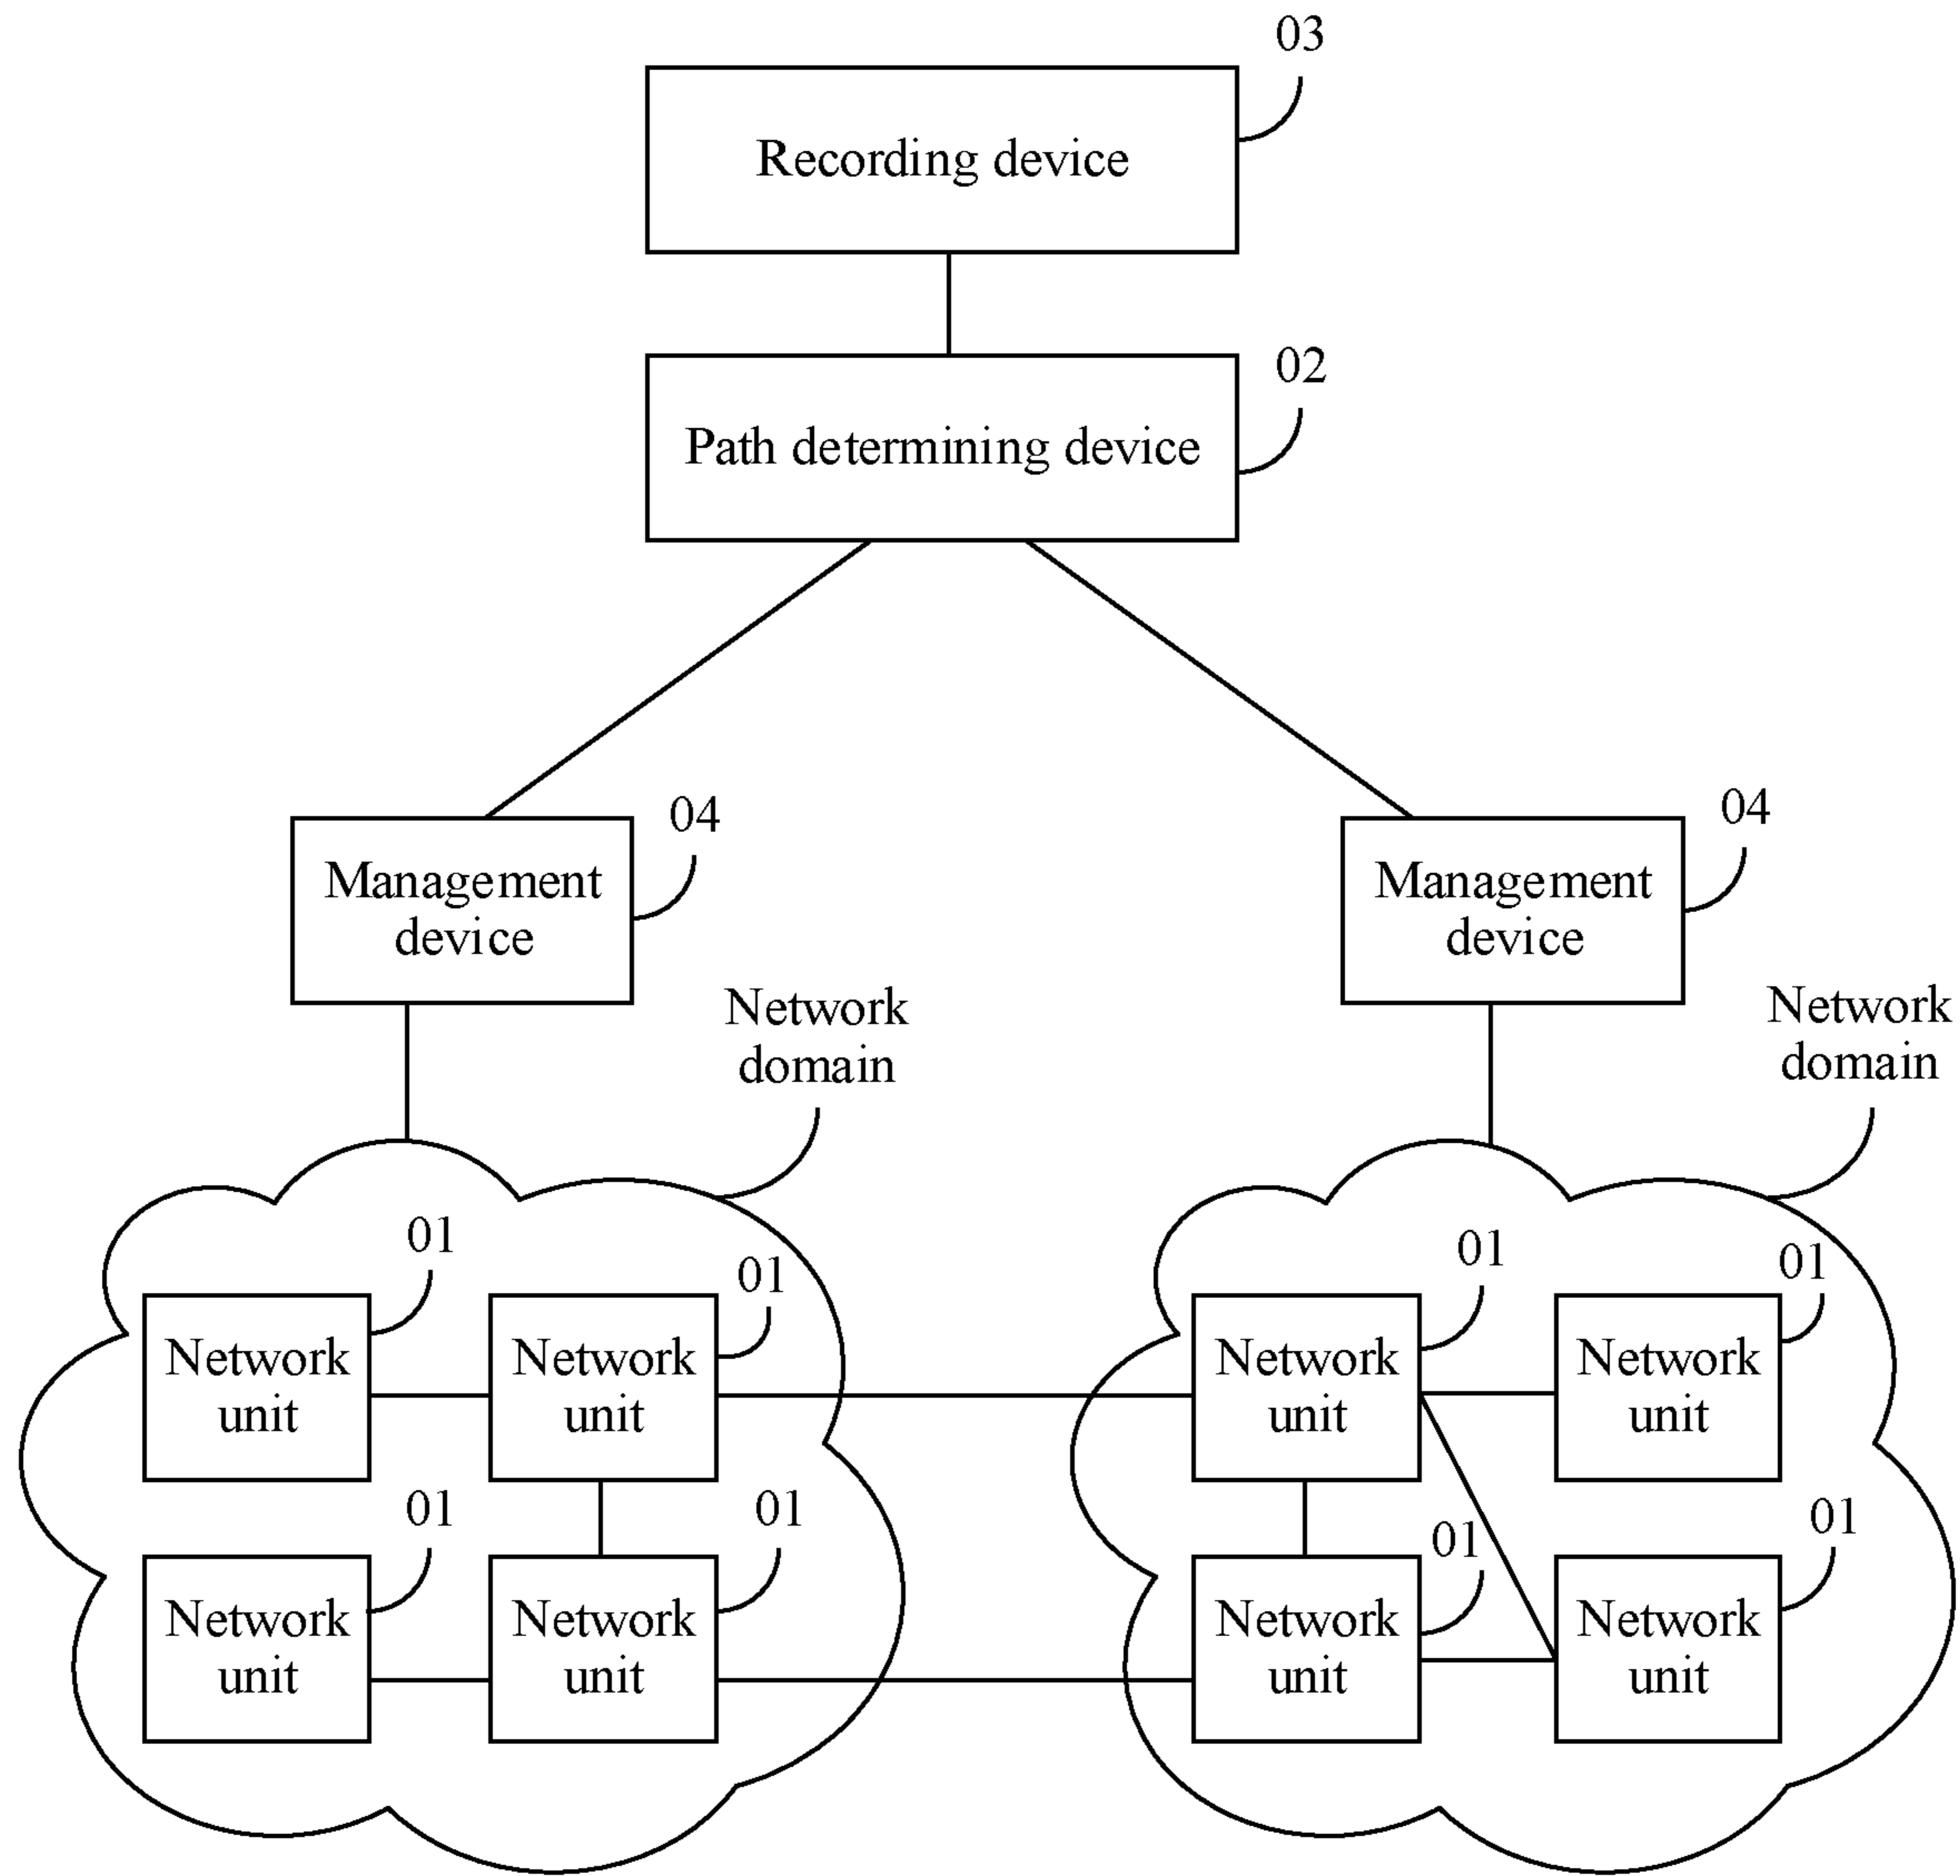 03
Recording device
02
Path determining device
04
Management
device
04
Management
device
Network
domain
Network
domain
01
Network
unit
01
Network
unit
01
Network
unit
01
Network
unit
01
Network
unit
01
Network
unit
01
Network
unit
01
Network
unit